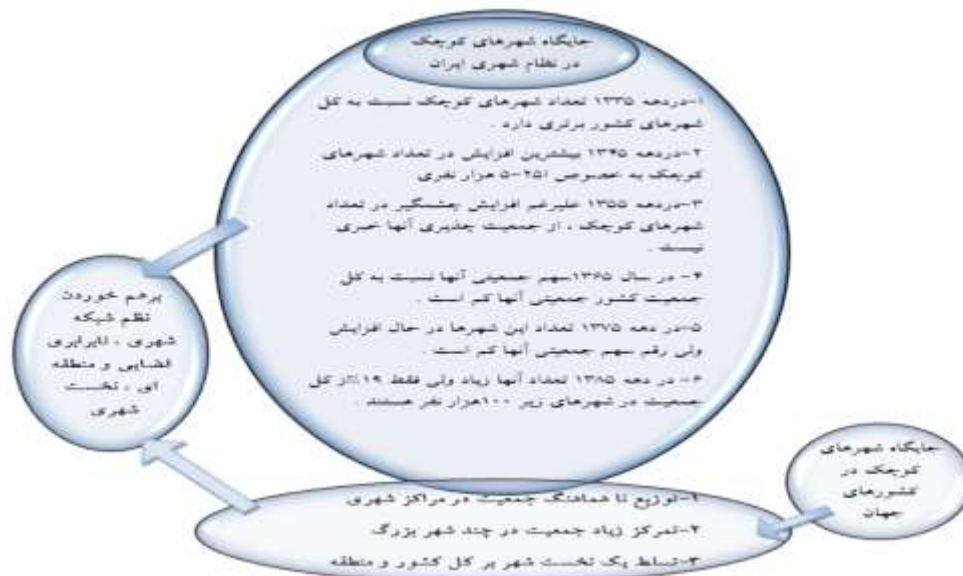 جایگاه شهرهای کوچک
در نظام شهری ایران
۱-دردهه ۱۳۳۵ تعداد شهرهای کوچک نسبت به کل
شهرهای کشور برتری دارد .
۲-دردهه ۱۳۴۵ بیشترین افزایش در تعداد شهرهای
کوچک به خصوص ۲۵۱-۵ هزار نفری
۳-دردهه ۱۳۵۵ علیرغم افزایش چشمگیر در تعداد
شهرهای کوچک ، از جمعیت پذیری آنها خبری
نیست .
۴- در سال ۱۳۶۵سهم جمعیتی آنها نسبت به کل
جمعیت کشور جمعیتی آنها کم است .
۵-در دهه ۱۳۷۵ تعداد این شهرها در حال افزایش
ولی رقم سهم جمعیتی آنها کم است .
۶- در دهه ۱۳۸۵ تعداد آنها زیاد ولی فقط ۱۹٪از کل
جمعیت در شهرهای زیر ۱۰۰هزار نفر هستند .
برهم خوردن
نظم شبکه
شهری ، نابرابری
فضایی و منطقه
ای ، نخست
شهری
جایگاه شهرهای
کوچک در
کشورهای
جهان
۱-توزیع نا هماهنگ جمعیت در مراکز شهری
۲-تمرکز زیاد جمعیت در چند شهر بزرگ
۳-تسلط یک نخست شهر بر کل کشور و منطقه